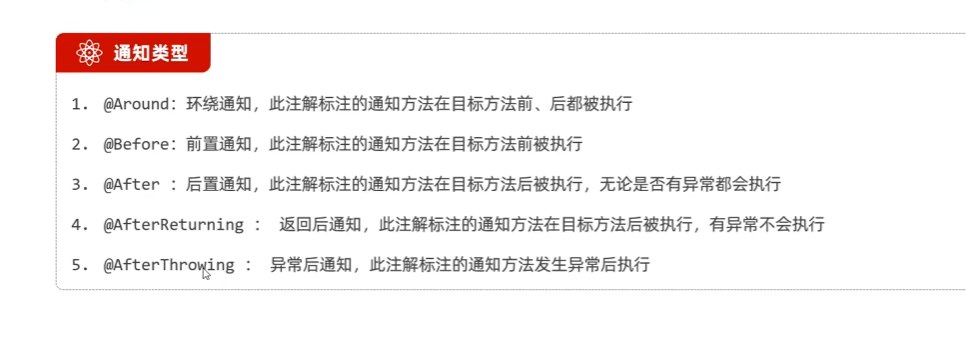 通知类型
1. @Around：环绕通知，此注解标注的通知方法在目标方法前、后都被执行
2. @Before：前置通知，此注解标注的通知方法在目标方法前被执行
3. @After ：后置通知，此注解标注的通知方法在目标方法后被执行，无论是否有异常都会执行
4. @AfterReturning ： 返回后通知，此注解标注的通知方法在目标方法后被执行，有异常不会执行
5. @AfterThrowing ： 异常后通知，此注解标注的通知方法发生异常后执行